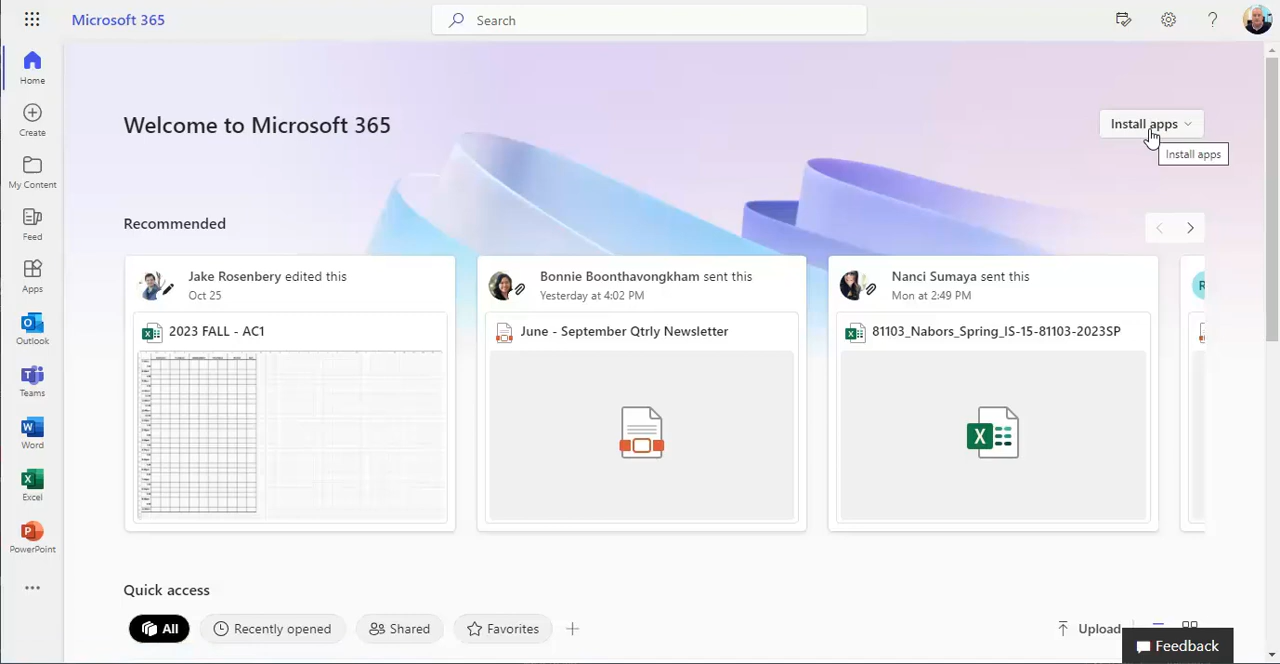 Microsoft 365
Search
Home
Create
My Content
Feed
Apps
Outlook
Teams
Word
Excel
PowerPoint
Welcome to Microsoft 365
Install apps
Install apps
Recommended
Jake Rosenbery edited this
Oct 25
2023 FALL - AC1
Bonnie Boonthavongkham sent this
Yesterday at 4:02 PM
June - September Qtrly Newsletter
Nanci Sumaya sent this
Mon at 2:49 PM
81103_Nabors_Spring_IS-15-81103-2023SP
R
Quick access
All
Recently opened
Shared
Favorites
Upload
Feedback